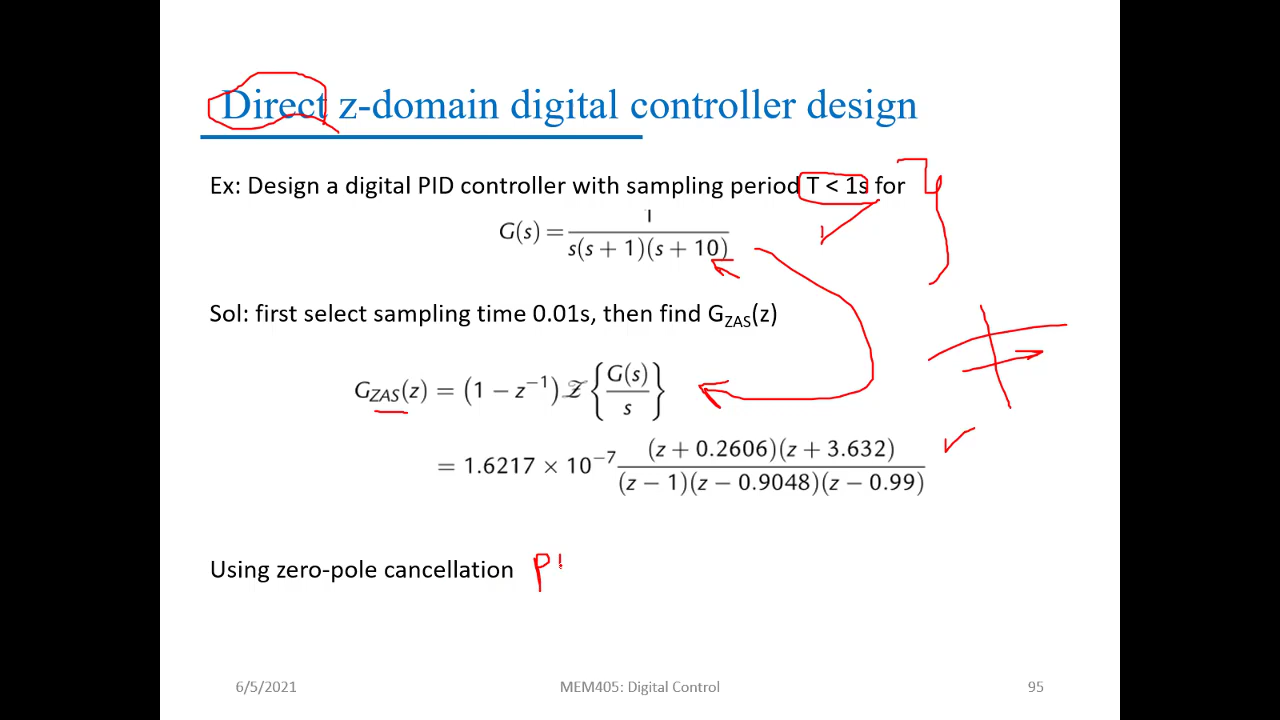 Direct z-domain digital controller design
Ex: Design a digital PID controller with sampling period T < 1s for
G(s) = 1 / s(s + 1)(s + 10)
Sol: first select sampling time 0.01s, then find G_ZAS(z)
G_ZAS(z) = (1 − z⁻¹) 𝒵 { G(s) / s }
= 1.6217 × 10⁻⁷ (z + 0.2606)(z + 3.632) / (z − 1)(z − 0.9048)(z − 0.99)
Using zero-pole cancellation P
6/5/2021 MEM405: Digital Control 95